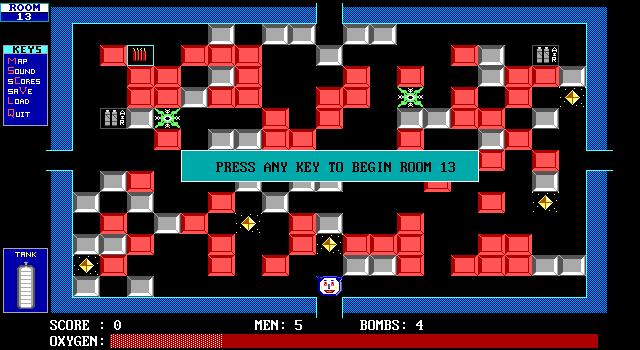 ROOM
13
KEYS
MAP
SOUND
SCORES
SAVE
LOAD
QUIT
PRESS ANY KEY TO BEGIN ROOM 13
TANK
SCORE : 0 MEN: 5 BOMBS: 4
OXYGEN: